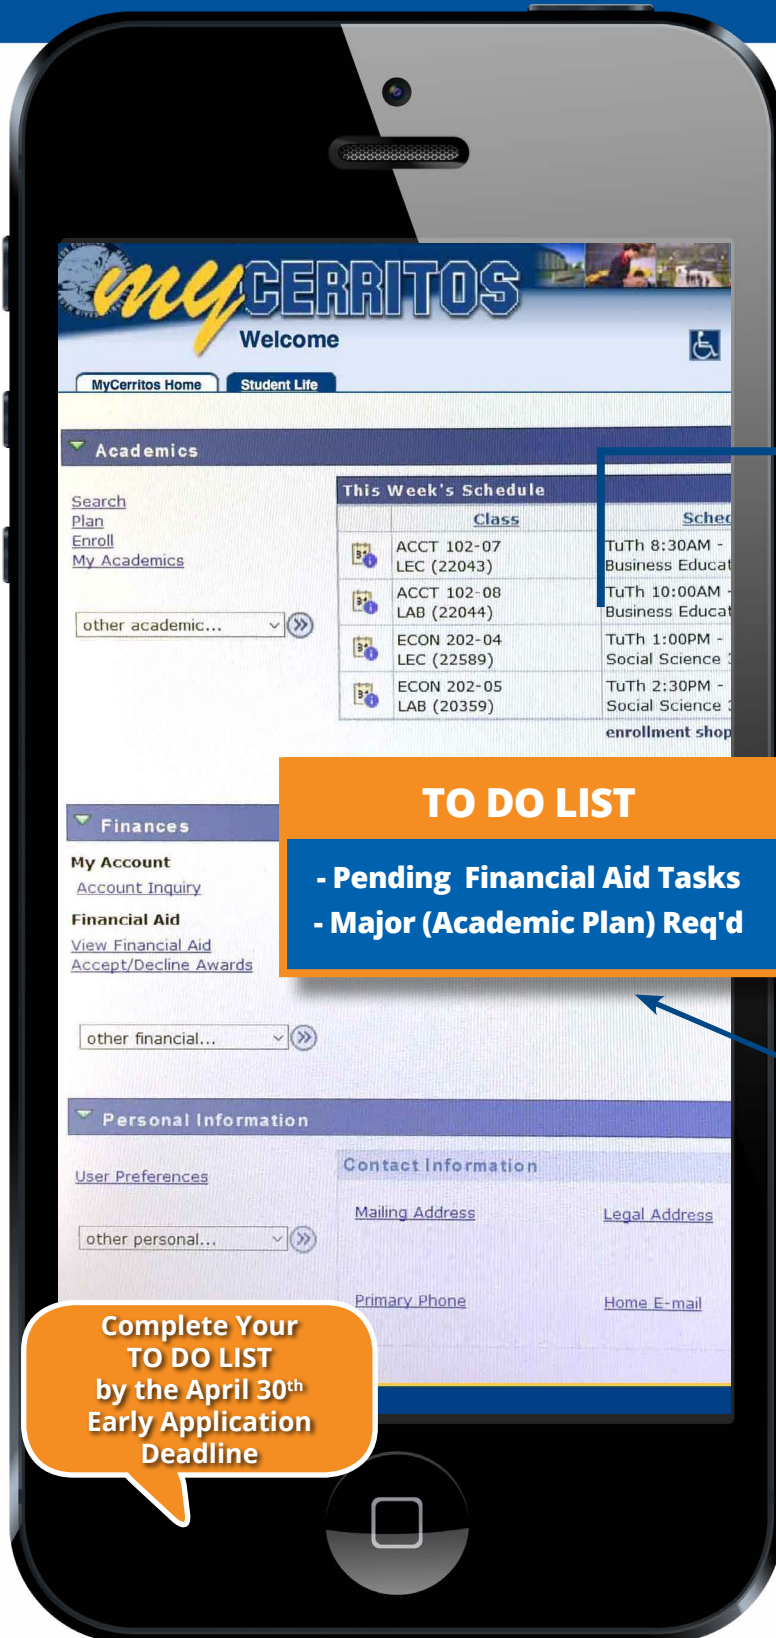 myCERRITOS
Welcome
MyCerritos Home
Student Life
Academics
Search
Plan
Enroll
My Academics
other academic...
This Week's Schedule
Class
ACCT 102-07
LEC (22043)
TuTh 8:30AM -
Business
ACCT 102-08
LAB (22044)
TuTh 10:00AM -
Business
ECON 202-04
LEC (22589)
TuTh 1:00PM -
Social Science
ECON 202-05
LAB (20359)
TuTh 2:30PM -
Social Science
enrollment
TO DO LIST
- Pending Financial Aid Tasks
- Major (Academic Plan) Req'd
Finances
My Account
Account Inquiry
Financial Aid
View Financial Aid
Accept/Decline Awards
other financial...
Personal Information
User Preferences
other personal...
Contact Information
Mailing Address
Legal Address
Primary Phone
Home E-mail
Complete Your
TO DO LIST
by the April 30th
Early Application
Deadline